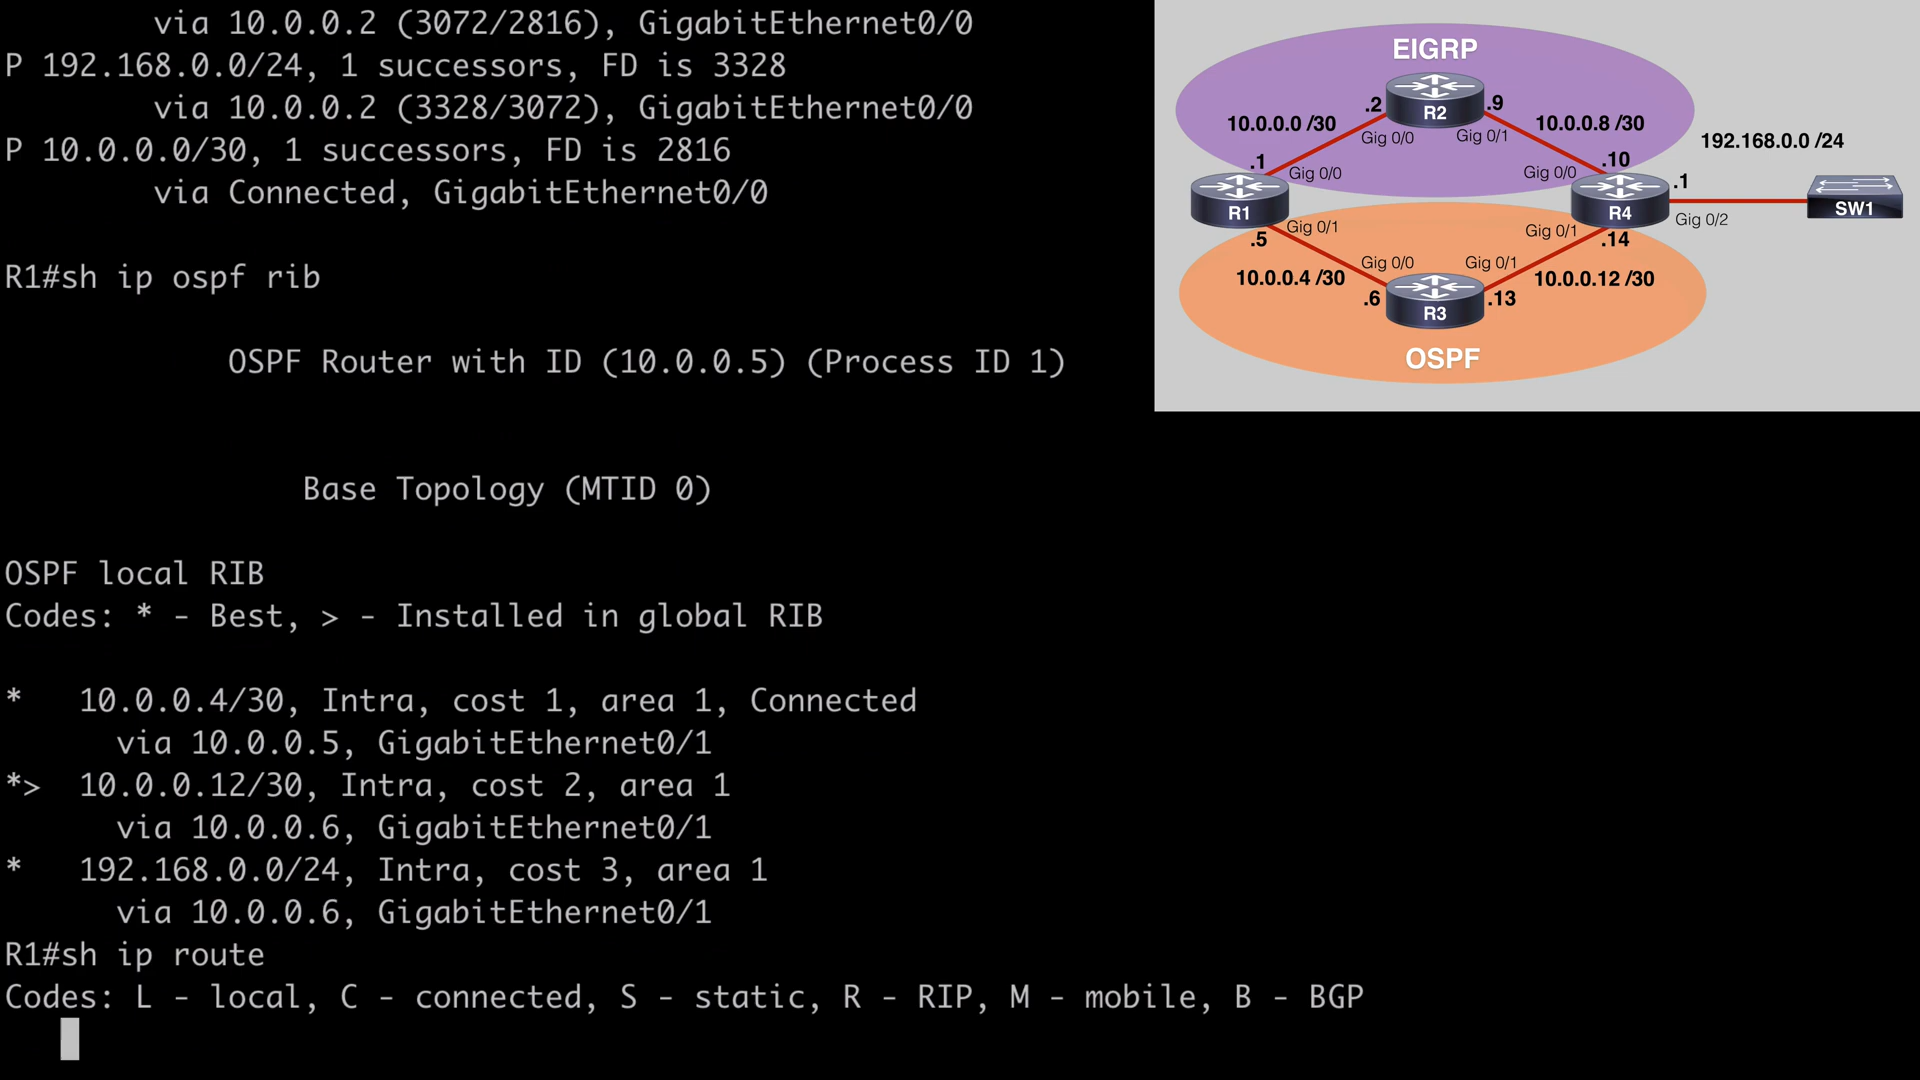 via 10.0.0.2 (3072/2816), GigabitEthernet0/0
P 192.168.0.0/24, 1 successors, FD is 3328
via 10.0.0.2 (3328/3072), GigabitEthernet0/0
P 10.0.0.0/30, 1 successors, FD is 2816
via Connected, GigabitEthernet0/0
R1#sh ip ospf rib
OSPF Router with ID (10.0.0.5) (Process ID 1)
Base Topology (MTID 0)
OSPF local RIB
Codes: * - Best, > - Installed in global RIB
* 10.0.0.4/30, Intra, cost 1, area 1, Connected
via 10.0.0.5, GigabitEthernet0/1
*> 10.0.0.12/30, Intra, cost 2, area 1
via 10.0.0.6, GigabitEthernet0/1
* 192.168.0.0/24, Intra, cost 3, area 1
via 10.0.0.6, GigabitEthernet0/1
R1#sh ip route
Codes: L - local, C - connected, S - static, R - RIP, M - mobile, B - BGP
EIGRP
.2
R2
.9
10.0.0.0 /30
Gig 0/0
Gig 0/1
10.0.0.8 /30
192.168.0.0 /24
.1
Gig 0/0
Gig 0/0
.10
.1
R1
R4
SW1
Gig 0/2
.5
Gig 0/1
Gig 0/1
.14
10.0.0.4 /30
Gig 0/0
Gig 0/1
10.0.0.12 /30
.6
R3
.13
OSPF